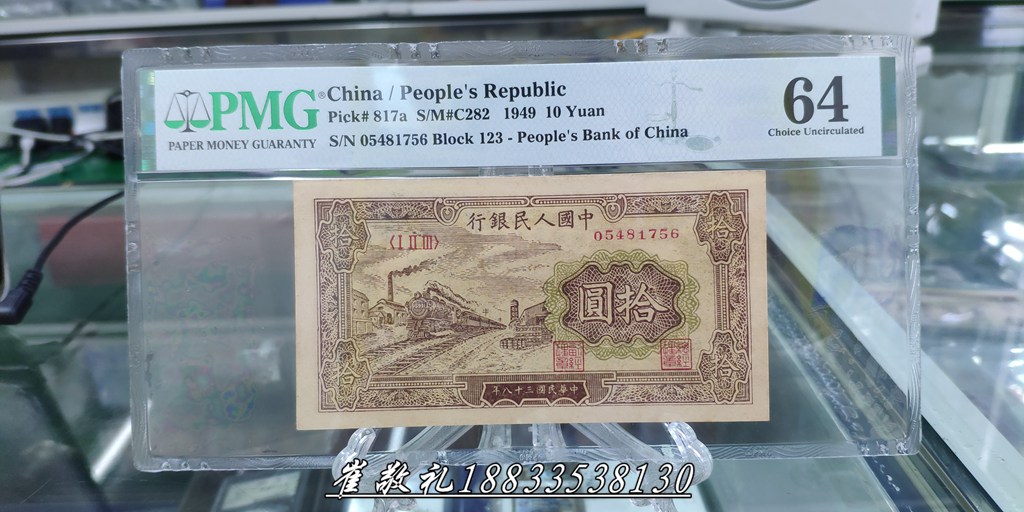 PMG
PAPER MONEY GUARANTY
China / People's Republic
Pick# 817a S/M#C282 1949 10 Yuan
S/N 05481756 Block 123 - People's Bank of China
64
Choice Uncirculated
行銀民人國中
〈I II III〉
05481756
圓拾
拾
拾
拾
拾
年八十三國民華中
崔敬礼18833538130